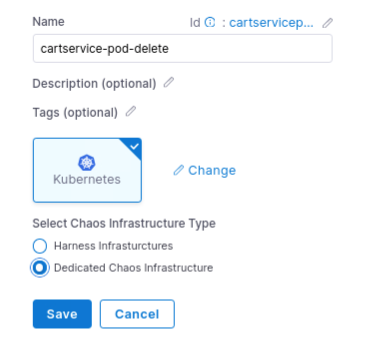 Name Id : cartservicep...
cartservice-pod-delete
Description (optional)
Tags (optional)
Kubernetes
Change
Select Chaos Infrastructure Type
Harness Infrasturctures
Dedicated Chaos Infrastructure
Save Cancel